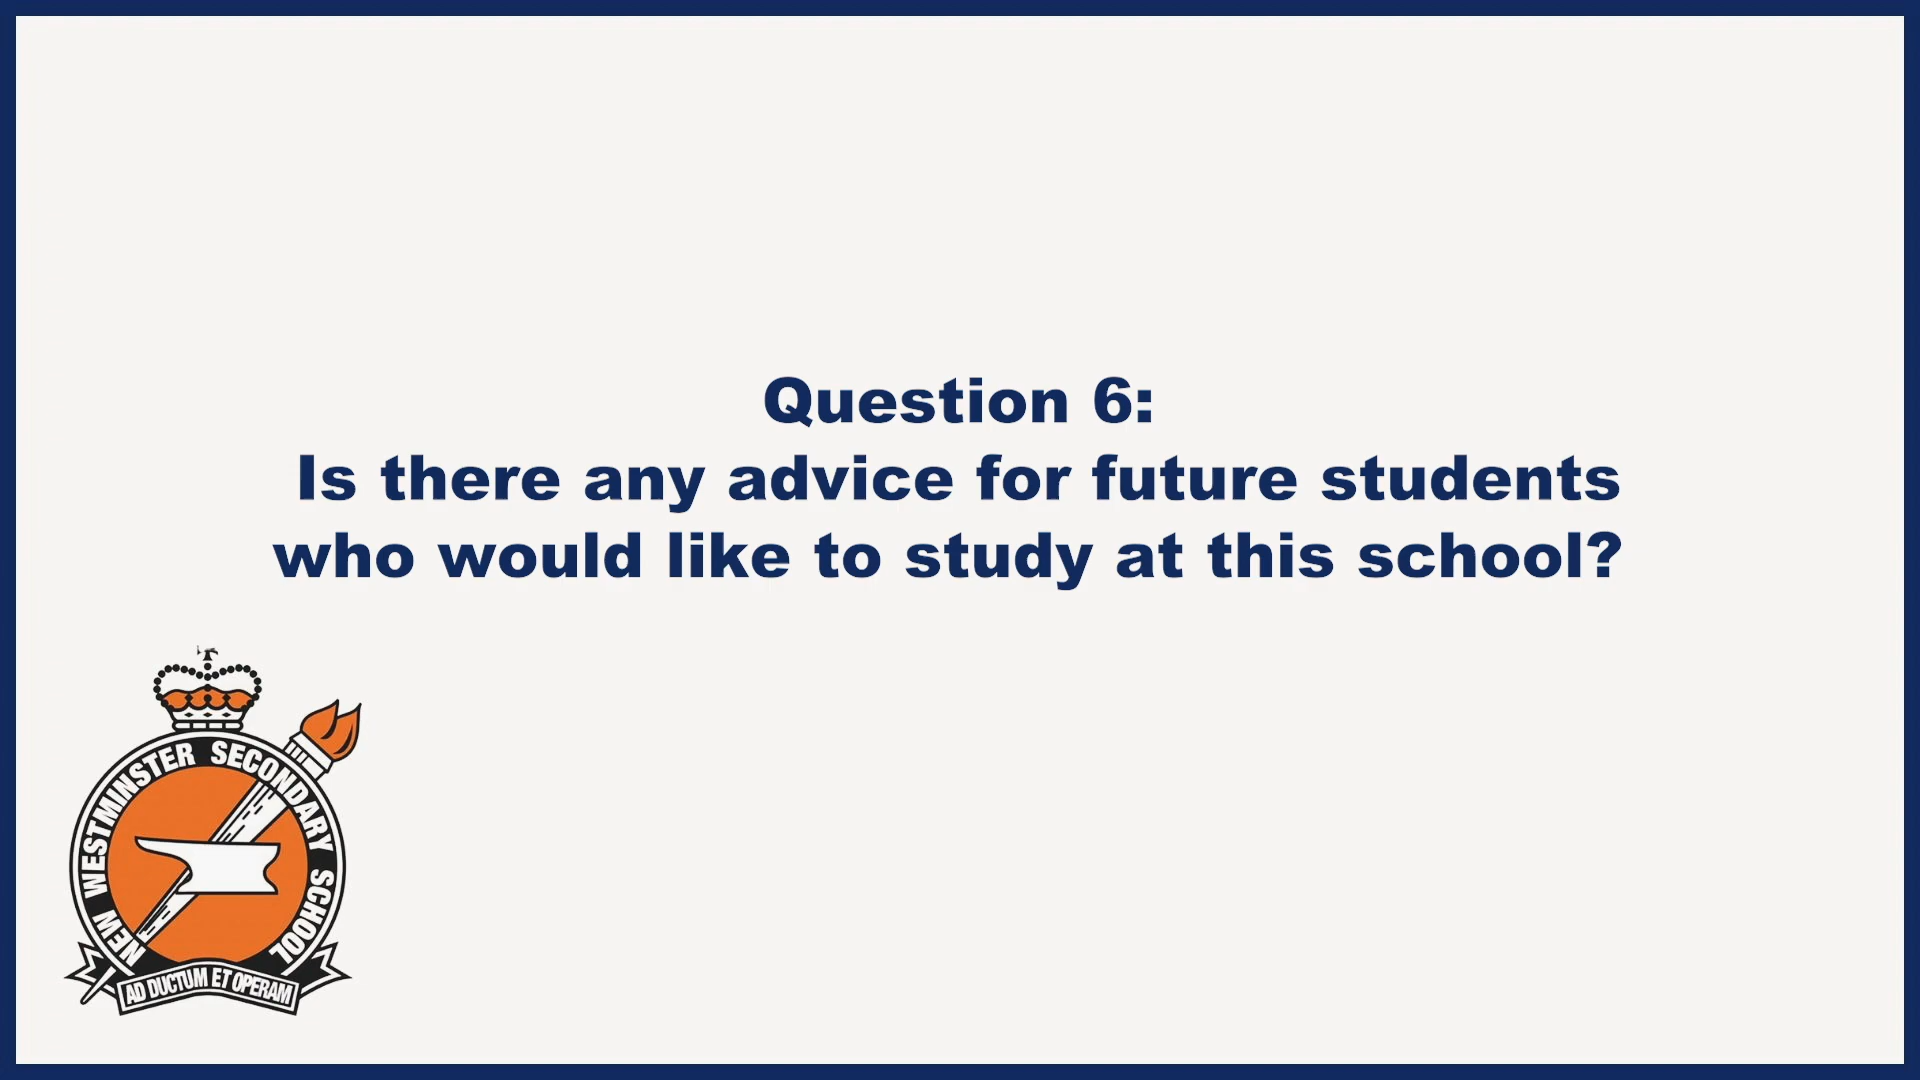 Question 6:
Is there any advice for future students
who would like to study at this school?
NEW WESTMINSTER SECONDARY SCHOOL
AD DUCTUM ET OPERAM